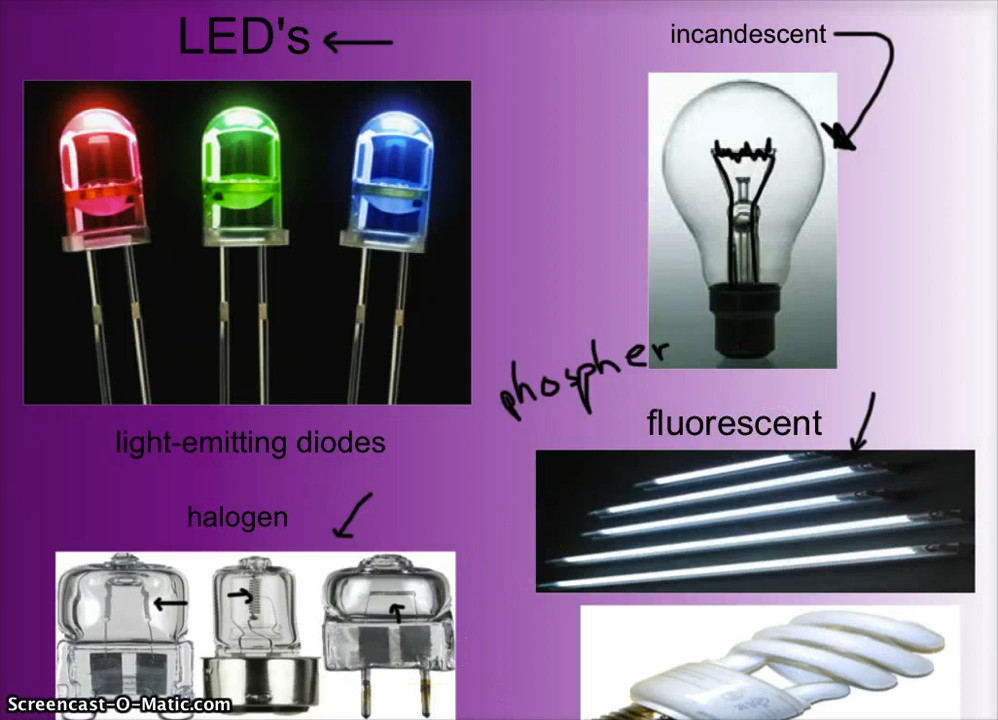 LED's
incandescent
phospher
fluorescent
light-emitting diodes
halogen
Screencast-O-Matic.com